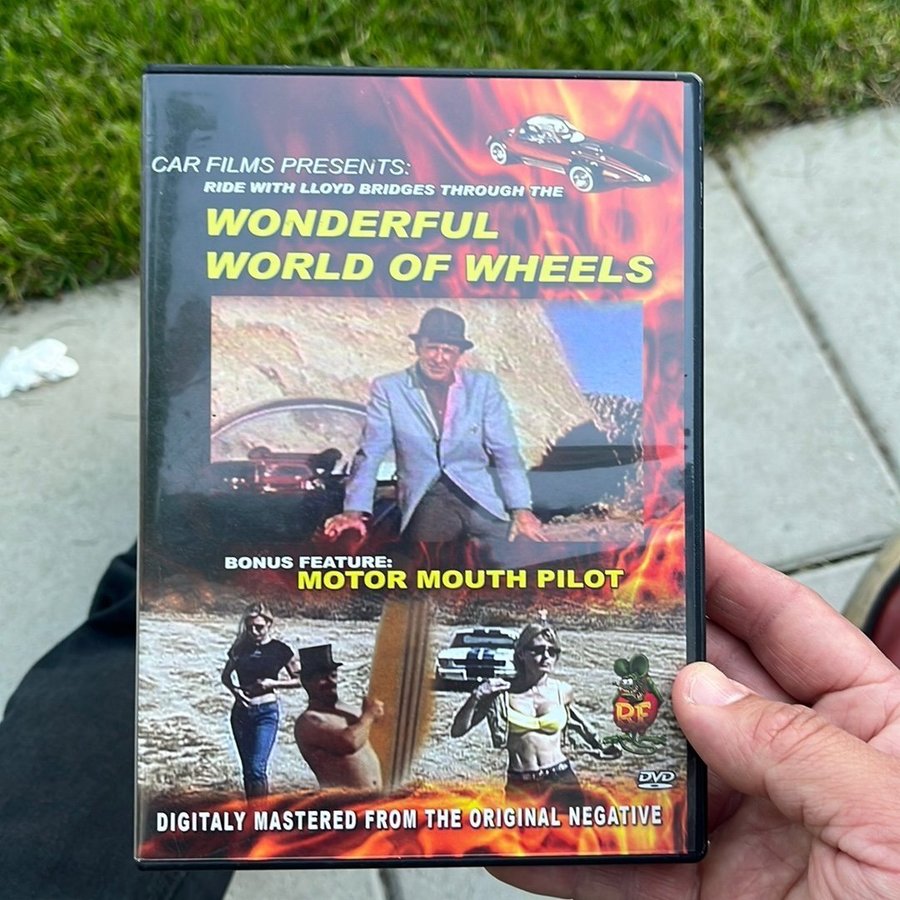 CAR FILMS PRESENTS:
RIDE WITH LLOYD BRIDGES THROUGH THE
WONDERFUL
WORLD OF WHEELS
BONUS FEATURE:
MOTOR MOUTH PILOT
RF
DVD
DIGITALY MASTERED FROM THE ORIGINAL NEGATIVE